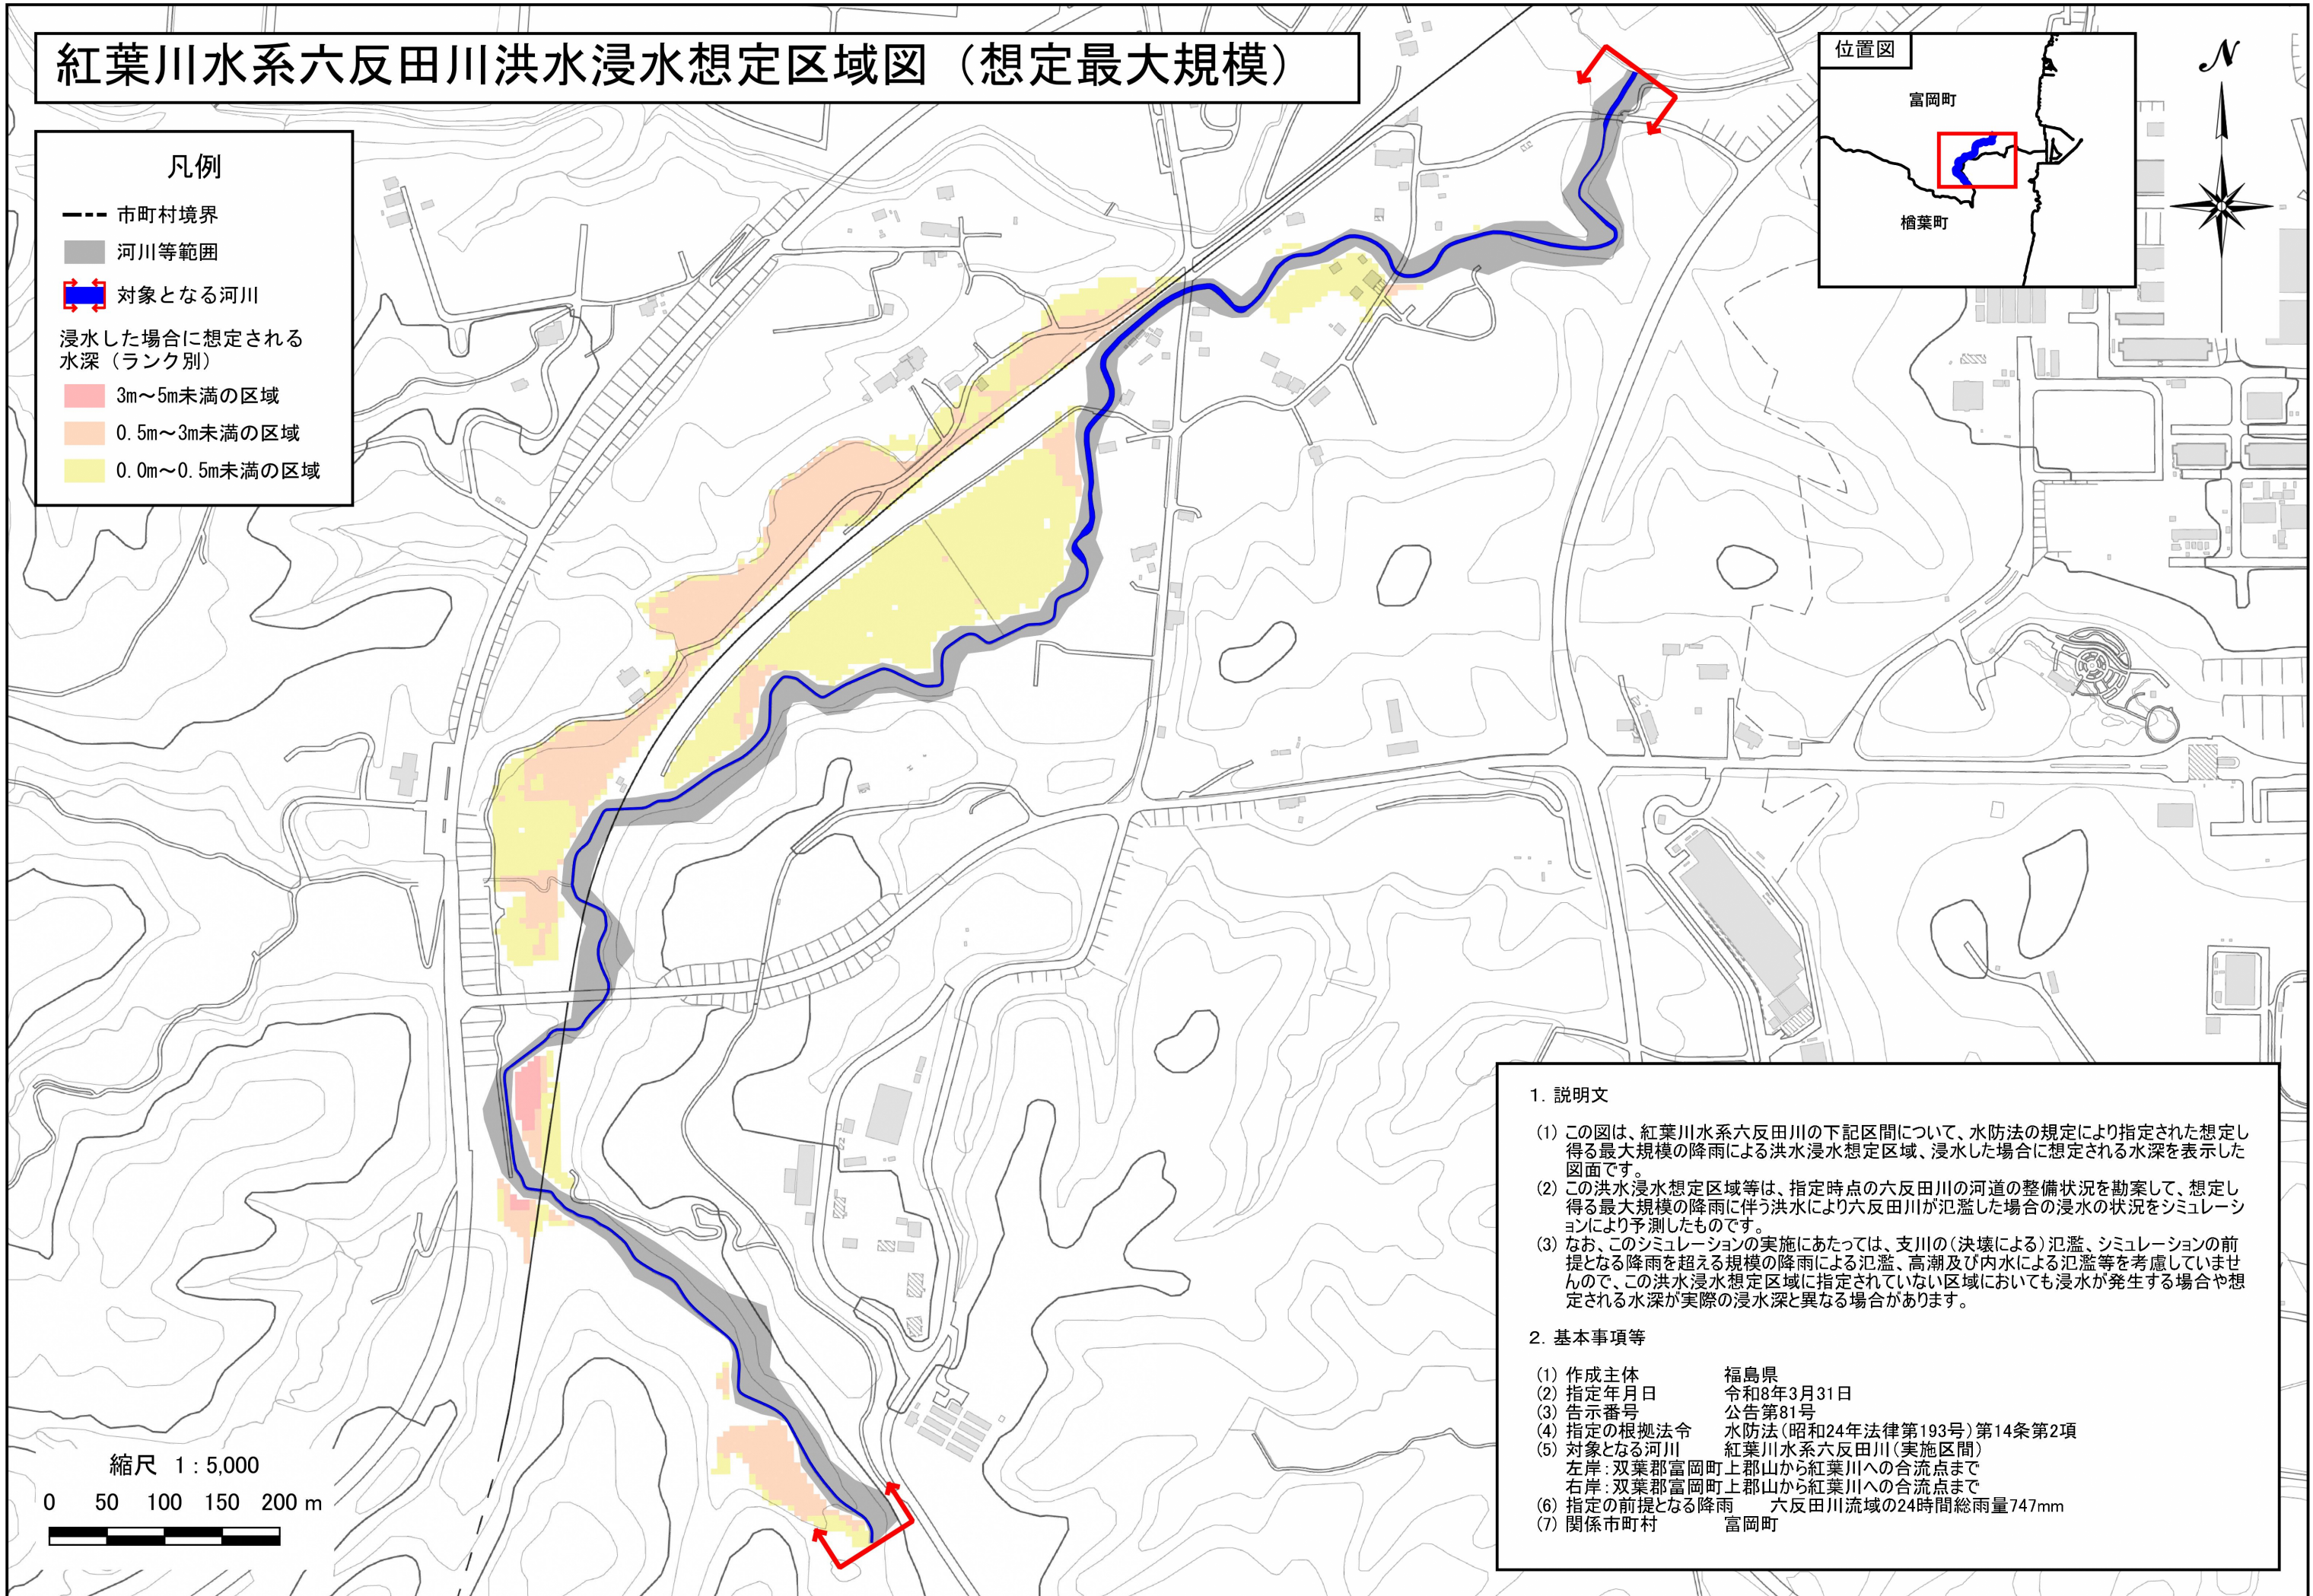 紅葉川水系六反田川洪水浸水想定区域図（想定最大規模）
凡例
市町村境界
河川等範囲
対象となる河川
浸水した場合に想定される
水深（ランク別）
3m～5m未満の区域
0.5m～3m未満の区域
0.0m～0.5m未満の区域
位置図
富岡町
楢葉町
N
縮尺 1：5,000
0 50 100 150 200 m
1. 説明文
(1) この図は、紅葉川水系六反田川の下記区間について、水防法の規定により指定された想定し
得る最大規模の降雨による洪水浸水想定区域、浸水した場合に想定される水深を表示した
図面です。
(2) この洪水浸水想定区域等は、指定時点の六反田川の河道の整備状況を勘案して、想定し
得る最大規模の降雨に伴う洪水により六反田川が氾濫した場合の浸水の状況をシミュレーシ
ョンにより予測したものです。
(3) なお、このシミュレーションの実施にあたっては、支川の（決壊による）氾濫、シミュレーションの前
提となる降雨を超える規模の降雨による氾濫、高潮及び内水による氾濫等を考慮していませ
んので、この洪水浸水想定区域に指定されていない区域においても浸水が発生する場合や想
定される水深が実際の浸水深と異なる場合があります。
2. 基本事項等
(1) 作成主体 福島県
(2) 指定年月日 令和8年3月31日
(3) 告示番号 公告第81号
(4) 指定の根拠法令 水防法（昭和24年法律第193号）第14条第2項
(5) 対象となる河川 紅葉川水系六反田川（実施区間）
左岸：双葉郡富岡町上郡山から紅葉川への合流点まで
右岸：双葉郡富岡町上郡山から紅葉川への合流点まで
(6) 指定の前提となる降雨 六反田川流域の24時間総雨量747mm
(7) 関係市町村 富岡町